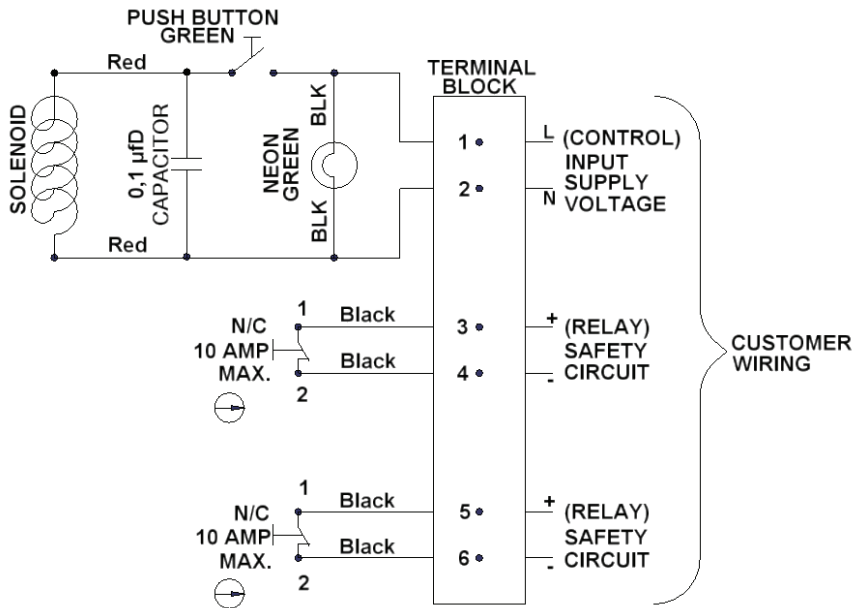 PUSH BUTTON
GREEN
Red
TERMINAL
BLOCK
SOLENOID
0,1 µfD
CAPACITOR
NEON
GREEN
BLK
BLK
Red
1
L
(CONTROL)
INPUT
2
N
SUPPLY
VOLTAGE
1
N/C
10 AMP
MAX.
2
Black
Black
3
+
(RELAY)
SAFETY
4
-
CIRCUIT
CUSTOMER
WIRING
1
N/C
10 AMP
MAX.
2
Black
Black
5
+
(RELAY)
SAFETY
6
-
CIRCUIT